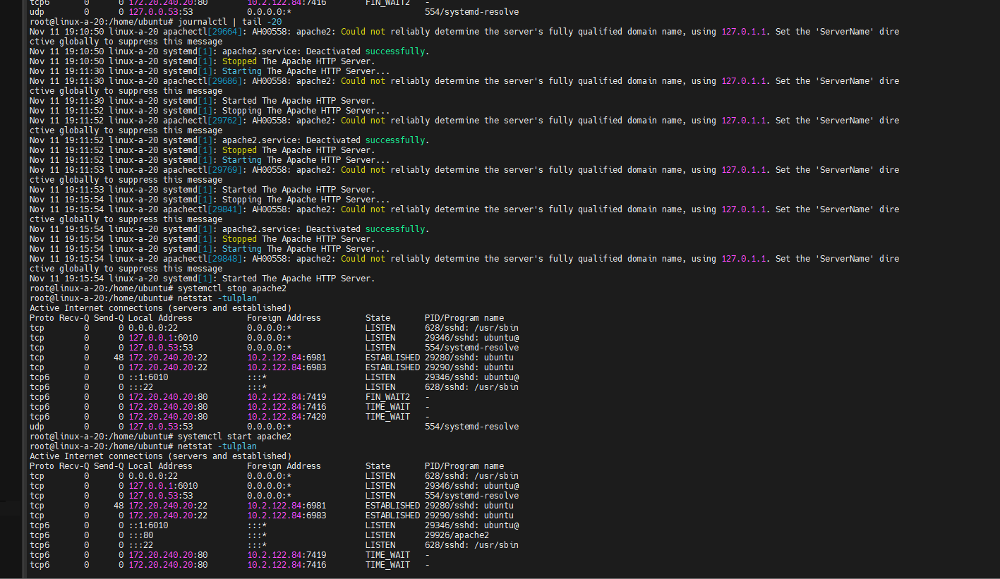 tcp6       0      0 172.20.240.20:80        10.2.122.84:7416        FIN_WAIT2   -
udp        0      0 127.0.0.53:53           0.0.0.0:*                           554/systemd-resolve
root@linux-a-20:/home/ubuntu# journalctl | tail -20
Nov 11 19:10:50 linux-a-20 apachectl[29664]: AH00558: apache2: Could not reliably determine the server's fully qualified domain name, using 127.0.1.1. Set the 'ServerName' dire
ctive globally to suppress this message
Nov 11 19:10:50 linux-a-20 systemd[1]: apache2.service: Deactivated successfully.
Nov 11 19:10:50 linux-a-20 systemd[1]: Stopped The Apache HTTP Server.
Nov 11 19:11:30 linux-a-20 systemd[1]: Starting The Apache HTTP Server...
Nov 11 19:11:30 linux-a-20 apachectl[29686]: AH00558: apache2: Could not reliably determine the server's fully qualified domain name, using 127.0.1.1. Set the 'ServerName' dire
ctive globally to suppress this message
Nov 11 19:11:30 linux-a-20 systemd[1]: Started The Apache HTTP Server.
Nov 11 19:11:52 linux-a-20 systemd[1]: Stopping The Apache HTTP Server...
Nov 11 19:11:52 linux-a-20 apachectl[29762]: AH00558: apache2: Could not reliably determine the server's fully qualified domain name, using 127.0.1.1. Set the 'ServerName' dire
ctive globally to suppress this message
Nov 11 19:11:52 linux-a-20 systemd[1]: apache2.service: Deactivated successfully.
Nov 11 19:11:52 linux-a-20 systemd[1]: Stopped The Apache HTTP Server.
Nov 11 19:11:52 linux-a-20 systemd[1]: Starting The Apache HTTP Server...
Nov 11 19:11:53 linux-a-20 apachectl[29769]: AH00558: apache2: Could not reliably determine the server's fully qualified domain name, using 127.0.1.1. Set the 'ServerName' dire
ctive globally to suppress this message
Nov 11 19:11:53 linux-a-20 systemd[1]: Started The Apache HTTP Server.
Nov 11 19:15:54 linux-a-20 systemd[1]: Stopping The Apache HTTP Server...
Nov 11 19:15:54 linux-a-20 apachectl[29841]: AH00558: apache2: Could not reliably determine the server's fully qualified domain name, using 127.0.1.1. Set the 'ServerName' dire
ctive globally to suppress this message
Nov 11 19:15:54 linux-a-20 systemd[1]: apache2.service: Deactivated successfully.
Nov 11 19:15:54 linux-a-20 systemd[1]: Stopped The Apache HTTP Server.
Nov 11 19:15:54 linux-a-20 systemd[1]: Starting The Apache HTTP Server...
Nov 11 19:15:54 linux-a-20 apachectl[29848]: AH00558: apache2: Could not reliably determine the server's fully qualified domain name, using 127.0.1.1. Set the 'ServerName' dire
ctive globally to suppress this message
Nov 11 19:15:54 linux-a-20 systemd[1]: Started The Apache HTTP Server.
root@linux-a-20:/home/ubuntu# systemctl stop apache2
root@linux-a-20:/home/ubuntu# netstat -tulplan
Active Internet connections (servers and established)
Proto Recv-Q Send-Q Local Address           Foreign Address         State       PID/Program name
tcp        0      0 0.0.0.0:22              0.0.0.0:*               LISTEN      628/sshd: /usr/sbin
tcp        0      0 127.0.0.1:6010          0.0.0.0:*               LISTEN      29346/sshd: ubuntu@
tcp        0      0 127.0.0.53:53           0.0.0.0:*               LISTEN      554/systemd-resolve
tcp        0     48 172.20.240.20:22        10.2.122.84:6981        ESTABLISHED 29280/sshd: ubuntu
tcp        0      0 172.20.240.20:22        10.2.122.84:6983        ESTABLISHED 29290/sshd: ubuntu
tcp6       0      0 ::1:6010                :::*                    LISTEN      29346/sshd: ubuntu@
tcp6       0      0 :::22                   :::*                    LISTEN      628/sshd: /usr/sbin
tcp6       0      0 172.20.240.20:80        10.2.122.84:7419        FIN_WAIT2   -
tcp6       0      0 172.20.240.20:80        10.2.122.84:7416        TIME_WAIT   -
tcp6       0      0 172.20.240.20:80        10.2.122.84:7420        TIME_WAIT   -
udp        0      0 127.0.0.53:53           0.0.0.0:*                           554/systemd-resolve
root@linux-a-20:/home/ubuntu# systemctl start apache2
root@linux-a-20:/home/ubuntu# netstat -tulplan
Active Internet connections (servers and established)
Proto Recv-Q Send-Q Local Address           Foreign Address         State       PID/Program name
tcp        0      0 0.0.0.0:22              0.0.0.0:*               LISTEN      628/sshd: /usr/sbin
tcp        0      0 127.0.0.1:6010          0.0.0.0:*               LISTEN      29346/sshd: ubuntu@
tcp        0      0 127.0.0.53:53           0.0.0.0:*               LISTEN      554/systemd-resolve
tcp        0     48 172.20.240.20:22        10.2.122.84:6981        ESTABLISHED 29280/sshd: ubuntu
tcp        0      0 172.20.240.20:22        10.2.122.84:6983        ESTABLISHED 29290/sshd: ubuntu
tcp6       0      0 ::1:6010                :::*                    LISTEN      29346/sshd: ubuntu@
tcp6       0      0 :::80                   :::*                    LISTEN      29926/apache2
tcp6       0      0 :::22                   :::*                    LISTEN      628/sshd: /usr/sbin
tcp6       0      0 172.20.240.20:80        10.2.122.84:7419        TIME_WAIT   -
tcp6       0      0 172.20.240.20:80        10.2.122.84:7416        TIME_WAIT   -